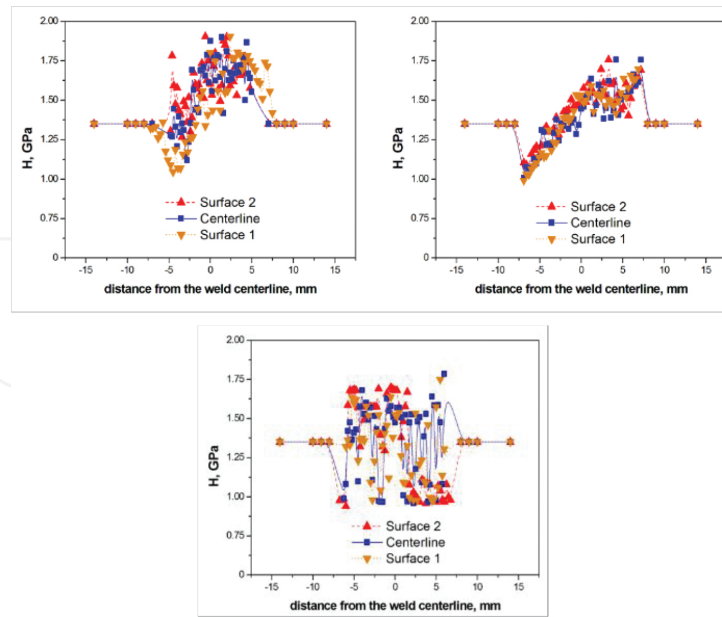 2.00
1.75
1.50
1.25
1.00
0.75
0
H, GPa
Surface 2
Centerline
Surface 1
-15 -10 -5 0 5 10 15
distance from the weld centerline, mm
2.00
1.75
1.50
1.25
1.00
0.75
0
H, GPa
Surface 2
Centerline
Surface 1
-15 -10 -5 0 5 10 15
distance from the weld centerline, mm
2.00
1.75
1.50
1.25
1.00
0.75
0
H, GPa
Surface 2
Centerline
Surface 1
-15 -10 -5 0 5 10 15
distance from the weld centerline, mm